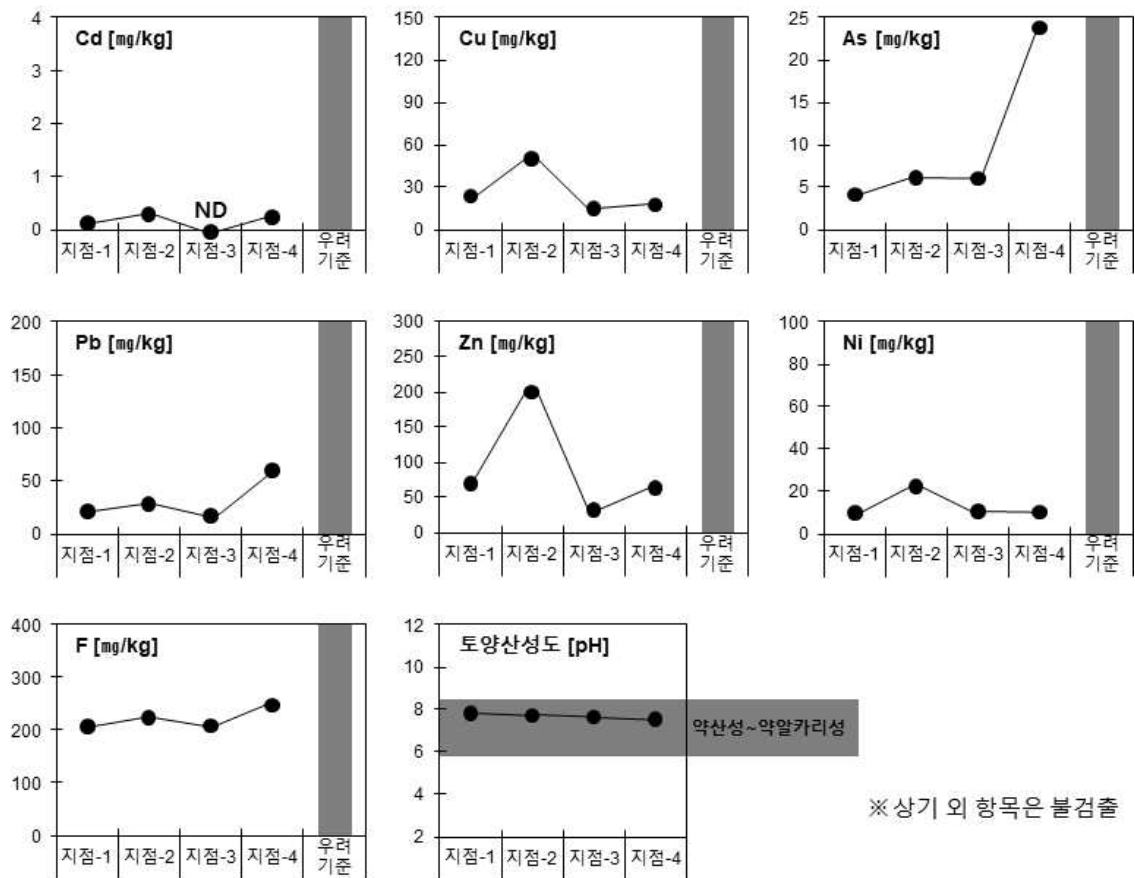 Cd [㎎/kg]
4
3
2
1
0
ND
지점-1 지점-2 지점-3 지점-4 우려
기준
Cu [㎎/kg]
150
120
90
60
30
0
지점-1 지점-2 지점-3 지점-4 우려
기준
As [㎎/kg]
25
20
15
10
5
0
지점-1 지점-2 지점-3 지점-4 우려
기준
Pb [㎎/kg]
200
150
100
50
0
지점-1 지점-2 지점-3 지점-4 우려
기준
Zn [㎎/kg]
300
250
200
150
100
50
0
지점-1 지점-2 지점-3 지점-4 우려
기준
Ni [㎎/kg]
100
80
60
40
20
0
지점-1 지점-2 지점-3 지점-4 우려
기준
F [㎎/kg]
400
300
200
100
0
지점-1 지점-2 지점-3 지점-4 우려
기준
토양산성도 [pH]
12
10
8
6
4
2
약산성~약알카리성
지점-1 지점-2 지점-3 지점-4
※ 상기 외 항목은 불검출